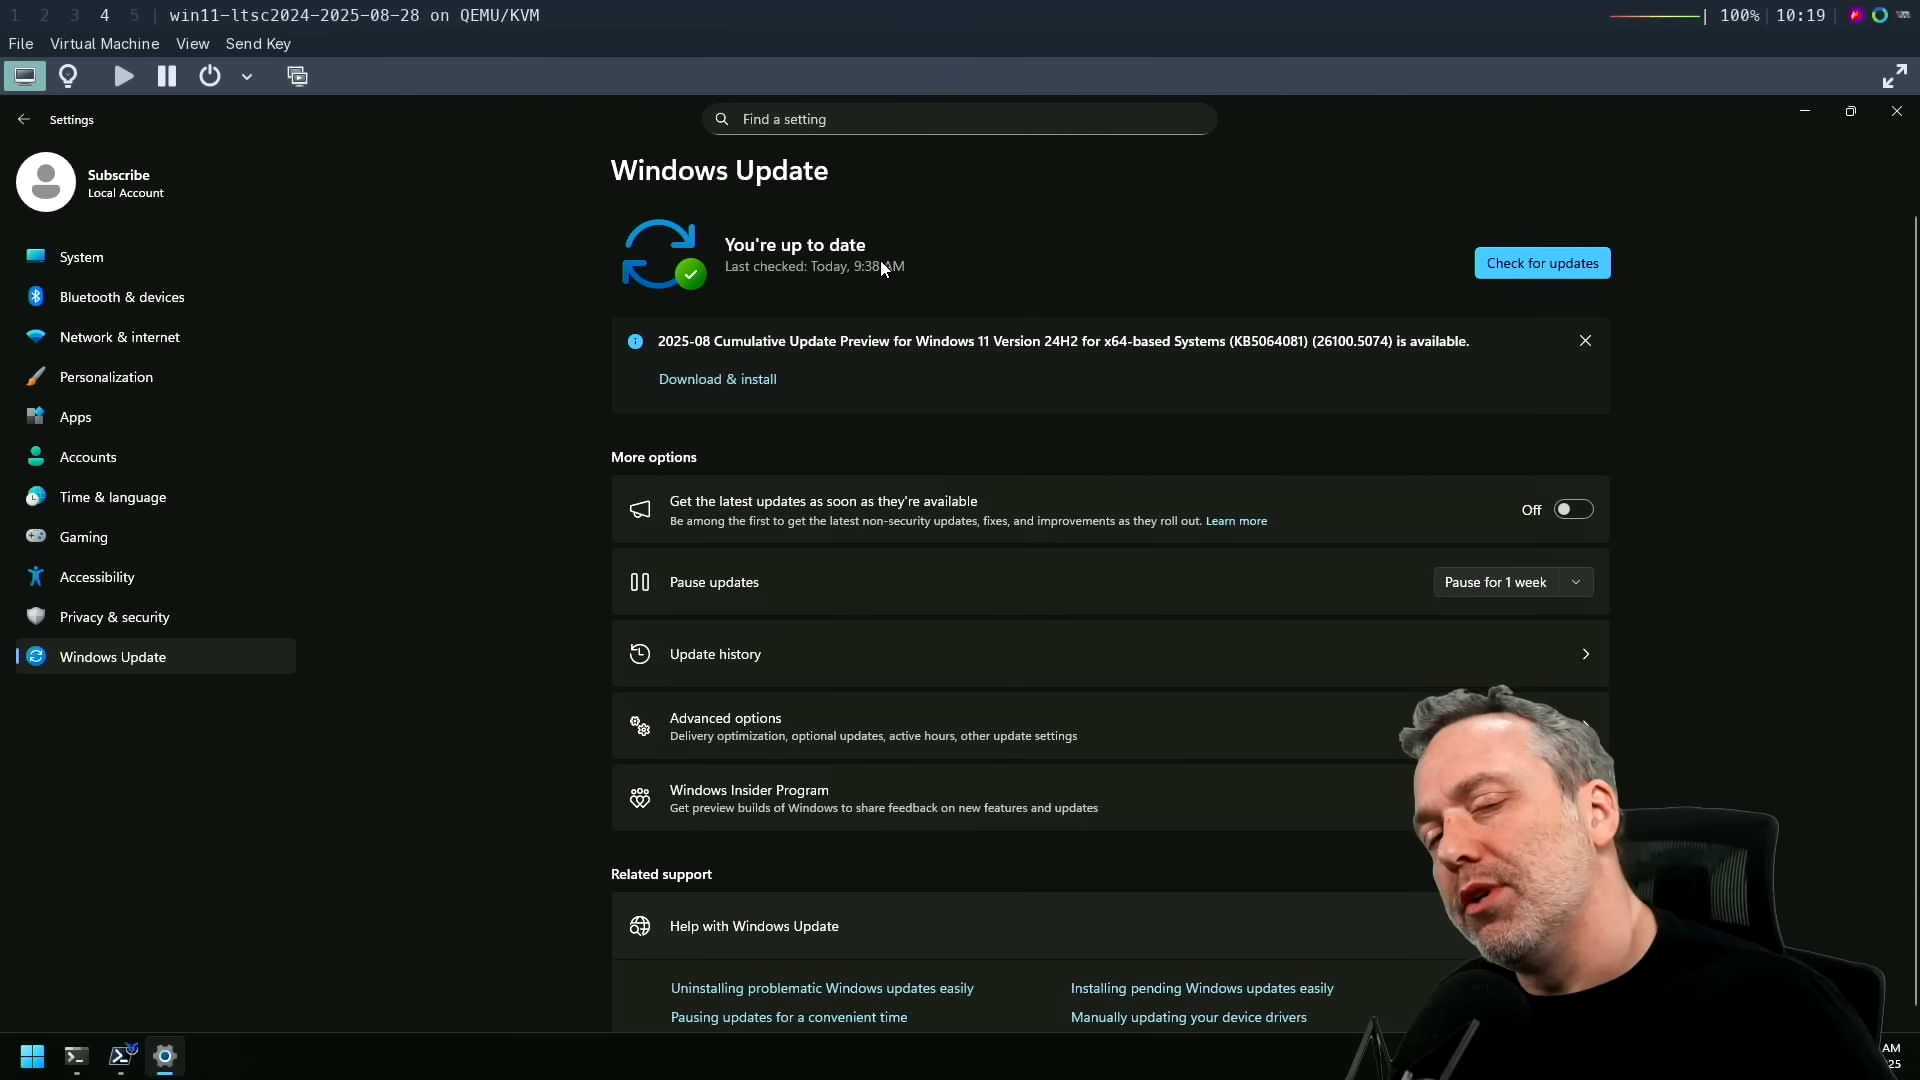 1 2 3 4 5 | win11-ltsc2024-2025-08-28 on QEMU/KVM
100% 10:19
File Virtual Machine View Send Key
Settings
Find a setting
Subscribe
Local Account
System
Bluetooth & devices
Network & internet
Personalization
Apps
Accounts
Time & language
Gaming
Accessibility
Privacy & security
Windows Update
Windows Update
You're up to date
Last checked: Today, 9:38 AM
Check for updates
2025-08 Cumulative Update Preview for Windows 11 Version 24H2 for x64-based Systems (KB5064081) (26100.5074) is available.
Download & install
More options
Get the latest updates as soon as they're available
Be among the first to get the latest non-security updates, fixes, and improvements as they roll out. Learn more
Off
Pause updates
Pause for 1 week
Update history
Advanced options
Delivery optimization, optional updates, active hours, other update settings
Windows Insider Program
Get preview builds of Windows to share feedback on new features and updates
Related support
Help with Windows Update
Uninstalling problematic Windows updates easily
Installing pending Windows updates easily
Pausing updates for a convenient time
Manually updating your device drivers
AM
25